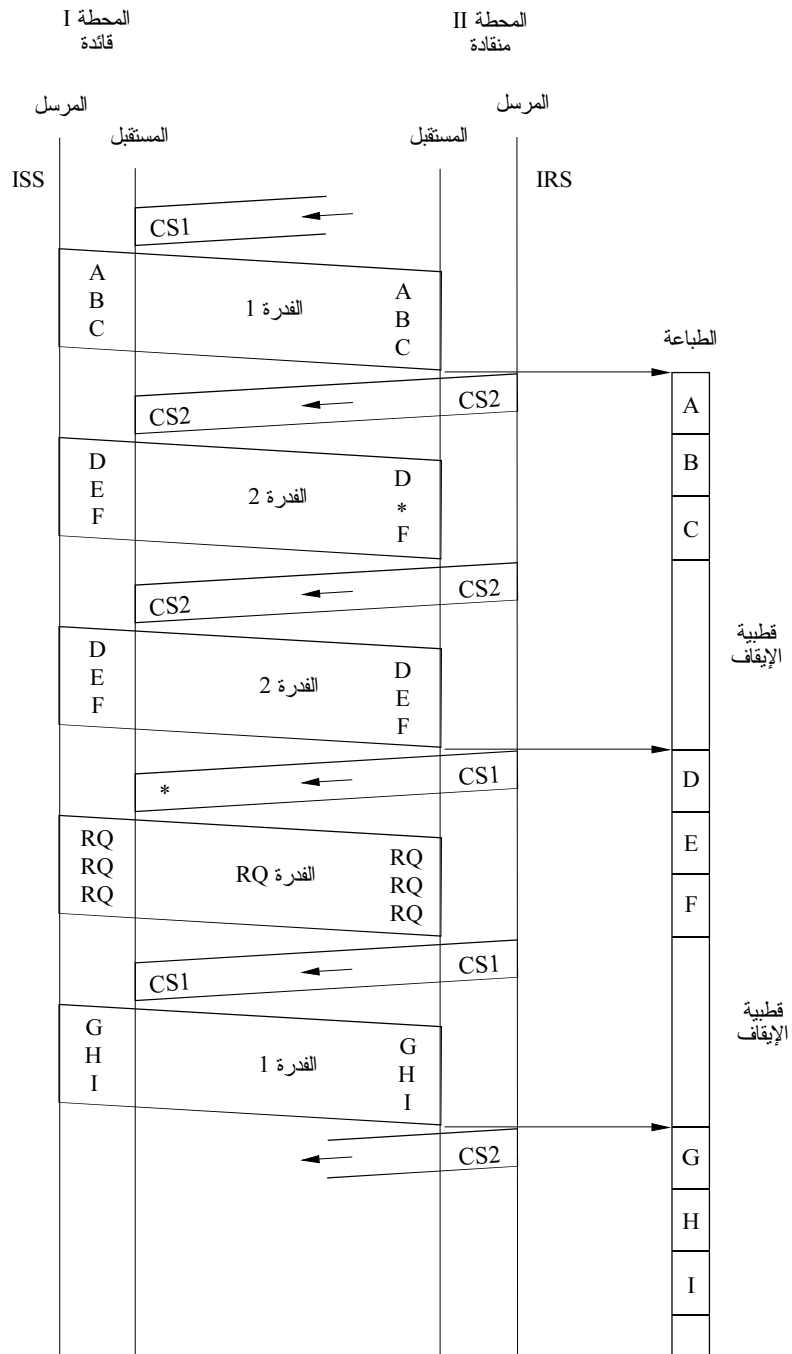 المحطة I
قائدة
المحطة II
منقادة
المرسل
المستقبل
المستقبل
المرسل
ISS
IRS
CS1
A
B
C
الفدرة 1
A
B
C
الطباعة
CS2
CS2
A
D
E
F
الفدرة 2
D
*
F
B
C
CS2
CS2
قطبية
الإيقاف
D
E
F
الفدرة 2
D
E
F
*
CS1
D
RQ
RQ
RQ
الفدرة RQ
RQ
RQ
RQ
E
F
CS1
CS1
قطبية
الإيقاف
G
H
I
الفدرة 1
G
H
I
CS2
G
H
I